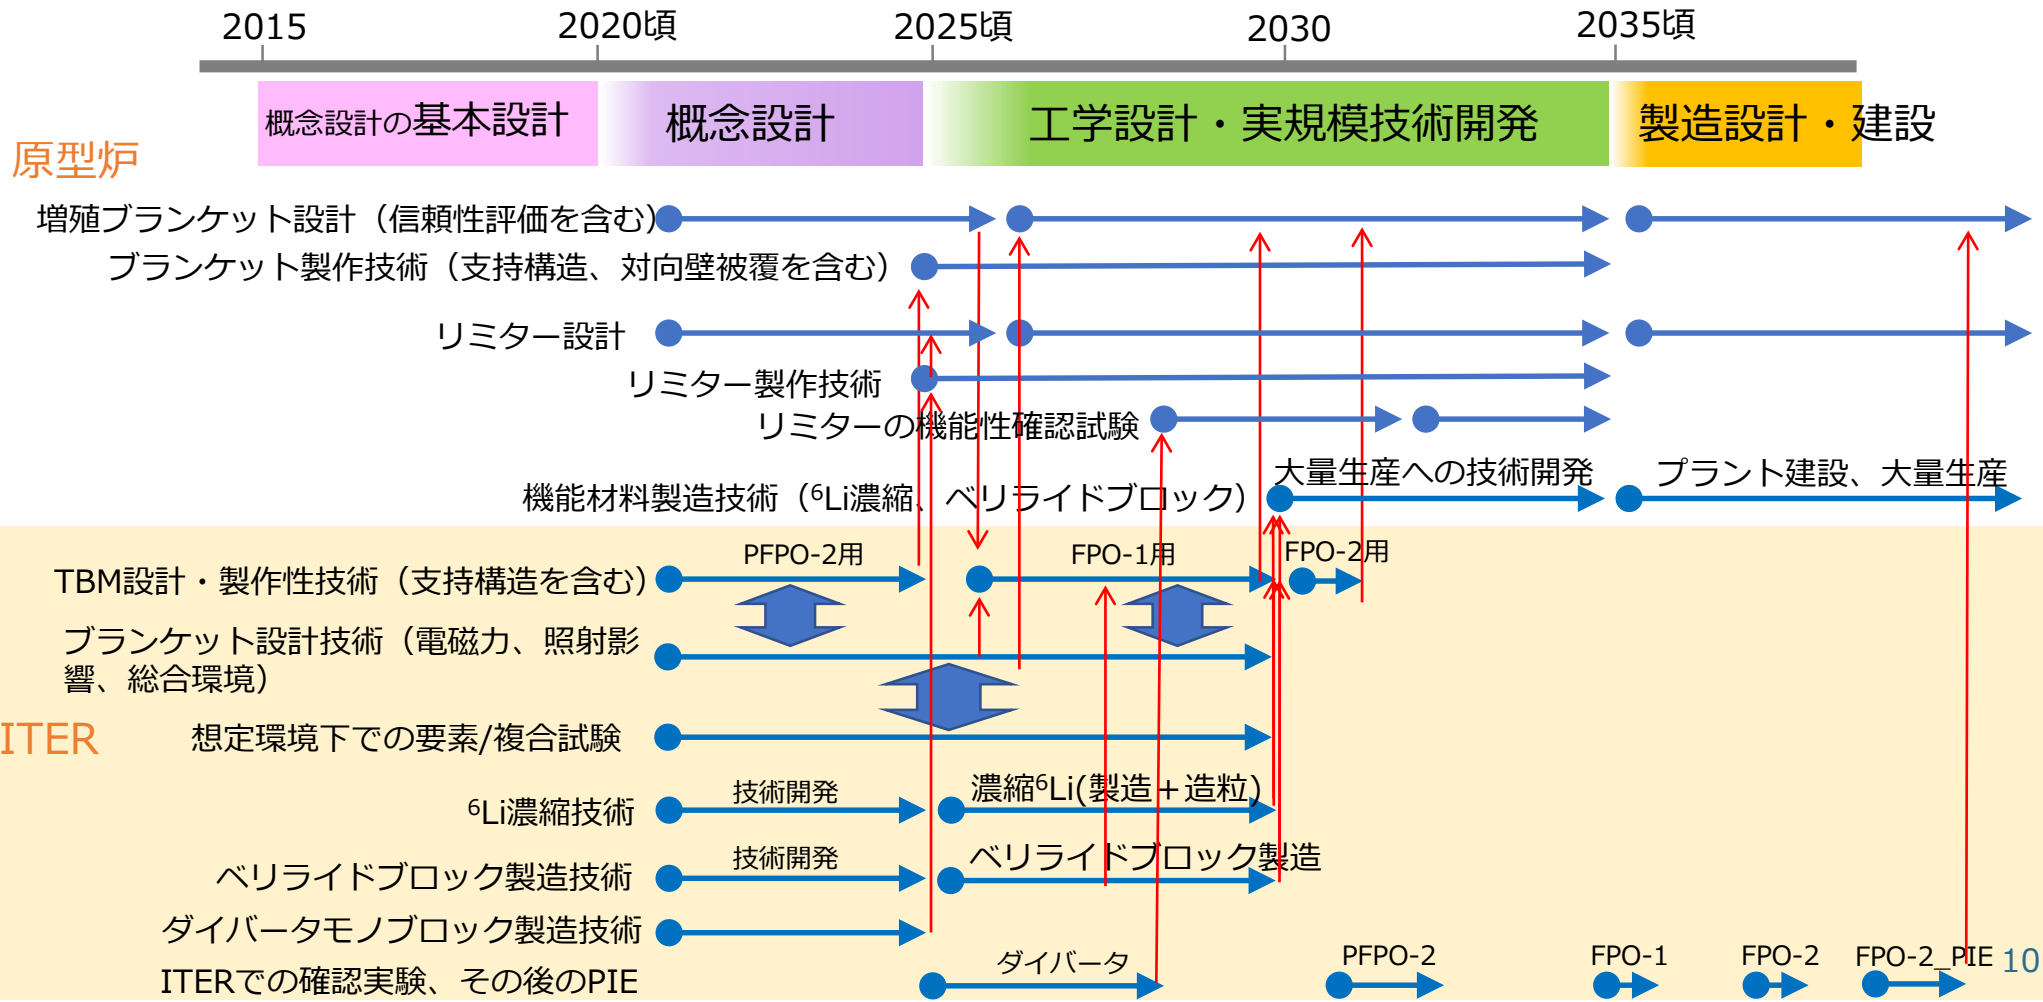 2015
2020頃
2025頃
2030
2035頃
概念設計の基本設計
概念設計
工学設計・実規模技術開発
製造設計・建設
原型炉
増殖ブランケット設計（信頼性評価を含む）
ブランケット製作技術（支持構造、対向壁被覆を含む）
リミター設計
リミター製作技術
リミターの機能性確認試験
大量生産への技術開発
プラント建設、大量生産
機能材料製造技術（⁶Li濃縮、ベリライドブロック）
PFPO-2用
FPO-1用
FPO-2用
TBM設計・製作性技術（支持構造を含む）
ブランケット設計技術（電磁力、照射影
響、総合環境）
ITER
想定環境下での要素/複合試験
技術開発
濃縮⁶Li(製造＋造粒)
⁶Li濃縮技術
技術開発
ベリライドブロック製造
ベリライドブロック製造技術
ダイバータモノブロック製造技術
ダイバータ
PFPO-2
FPO-1
FPO-2
FPO-2_PIE
10
ITERでの確認実験、その後のPIE